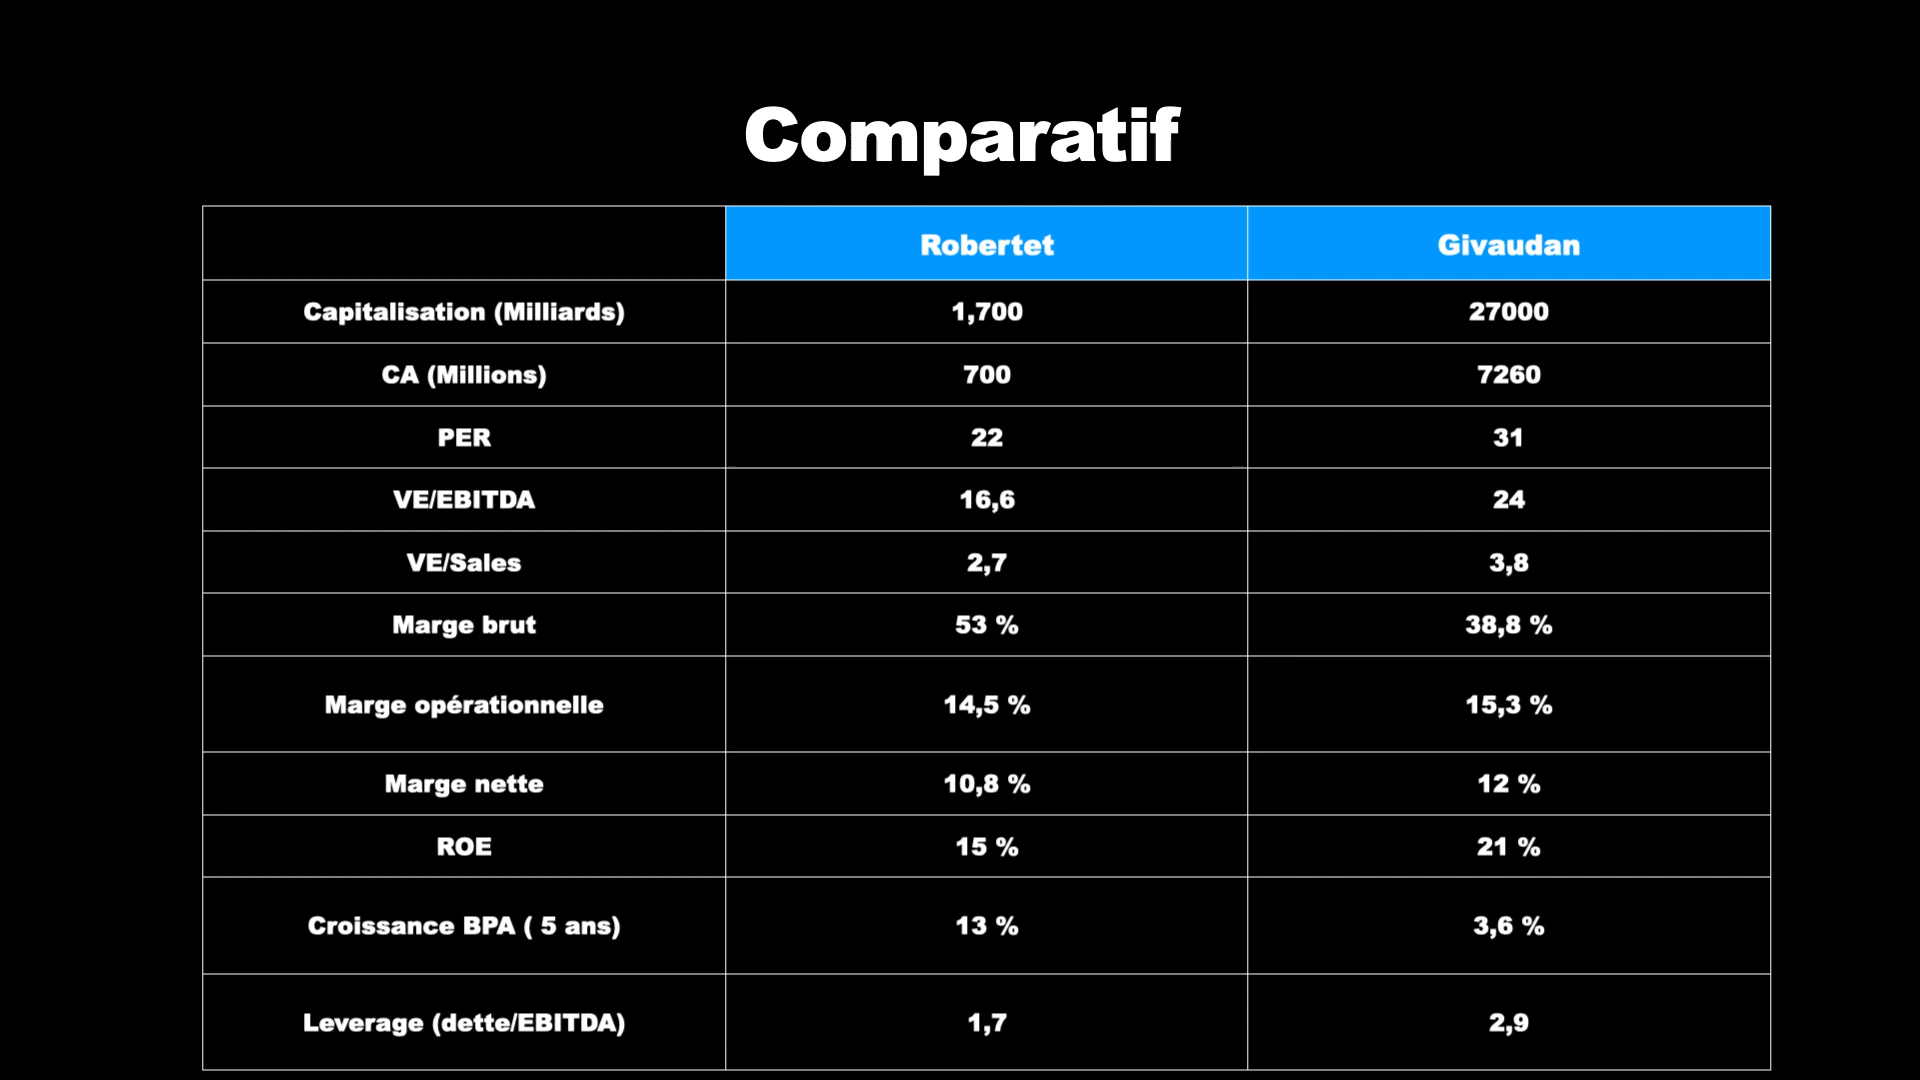 Comparatif
Robertet Givaudan
Capitalisation (Milliards) 1,700 27000
CA (Millions) 700 7260
PER 22 31
VE/EBITDA 16,6 24
VE/Sales 2,7 3,8
Marge brut 53 % 38,8 %
Marge opérationnelle 14,5 % 15,3 %
Marge nette 10,8 % 12 %
ROE 15 % 21 %
Croissance BPA ( 5 ans) 13 % 3,6 %
Leverage (dette/EBITDA) 1,7 2,9